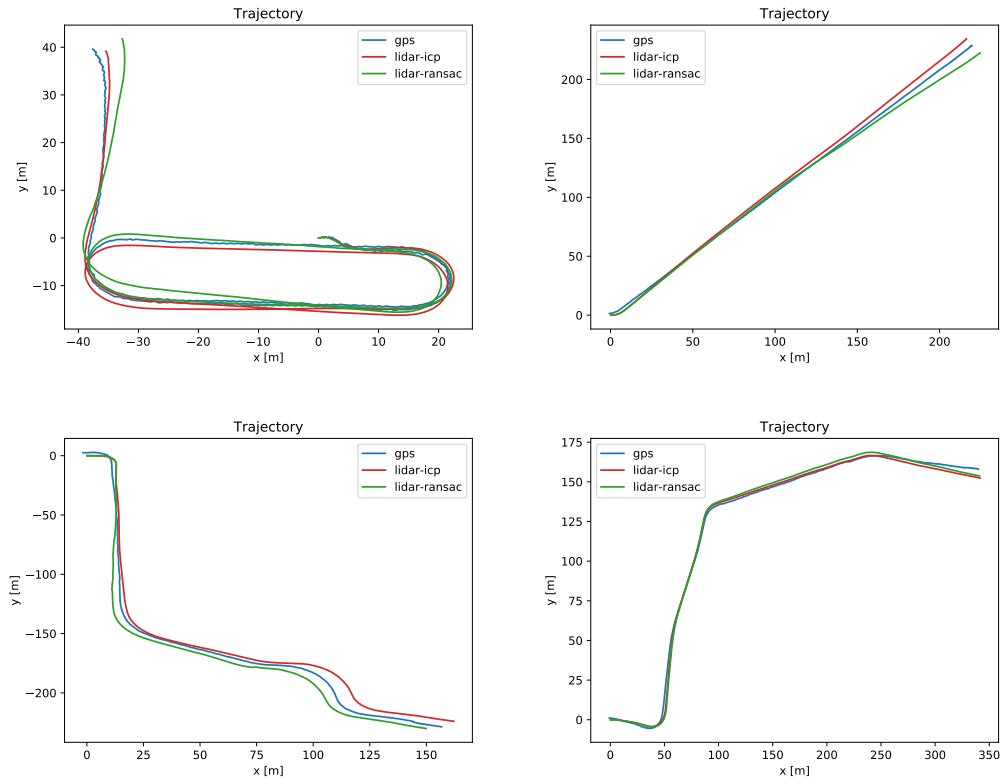 Trajectory
gps
lidar-icp
lidar-ransac
40
30
20
10
0
−10
y [m]
−40 −30 −20 −10 0 10 20
x [m]
Trajectory
gps
lidar-icp
lidar-ransac
200
150
100
50
0
y [m]
0 50 100 150 200
x [m]
Trajectory
gps
lidar-icp
lidar-ransac
0
−50
−100
−150
−200
y [m]
0 25 50 75 100 125 150
x [m]
Trajectory
gps
lidar-icp
lidar-ransac
175
150
125
100
75
50
25
0
y [m]
0 50 100 150 200 250 300 350
x [m]